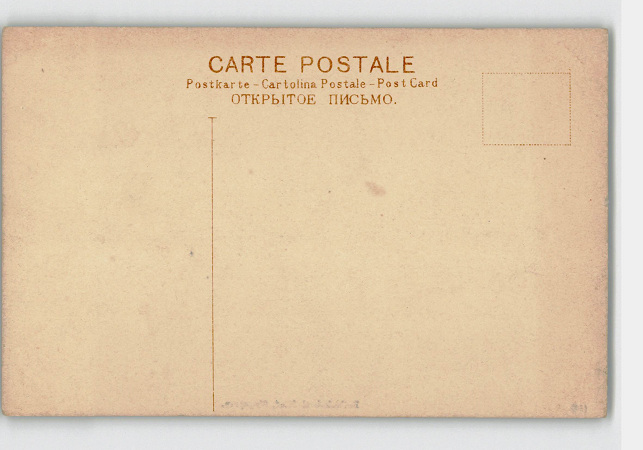 CARTE POSTALE
Postkarte – Cartolina Postale – Post Card
ОТКРЫТОЕ ПИСЬМО.